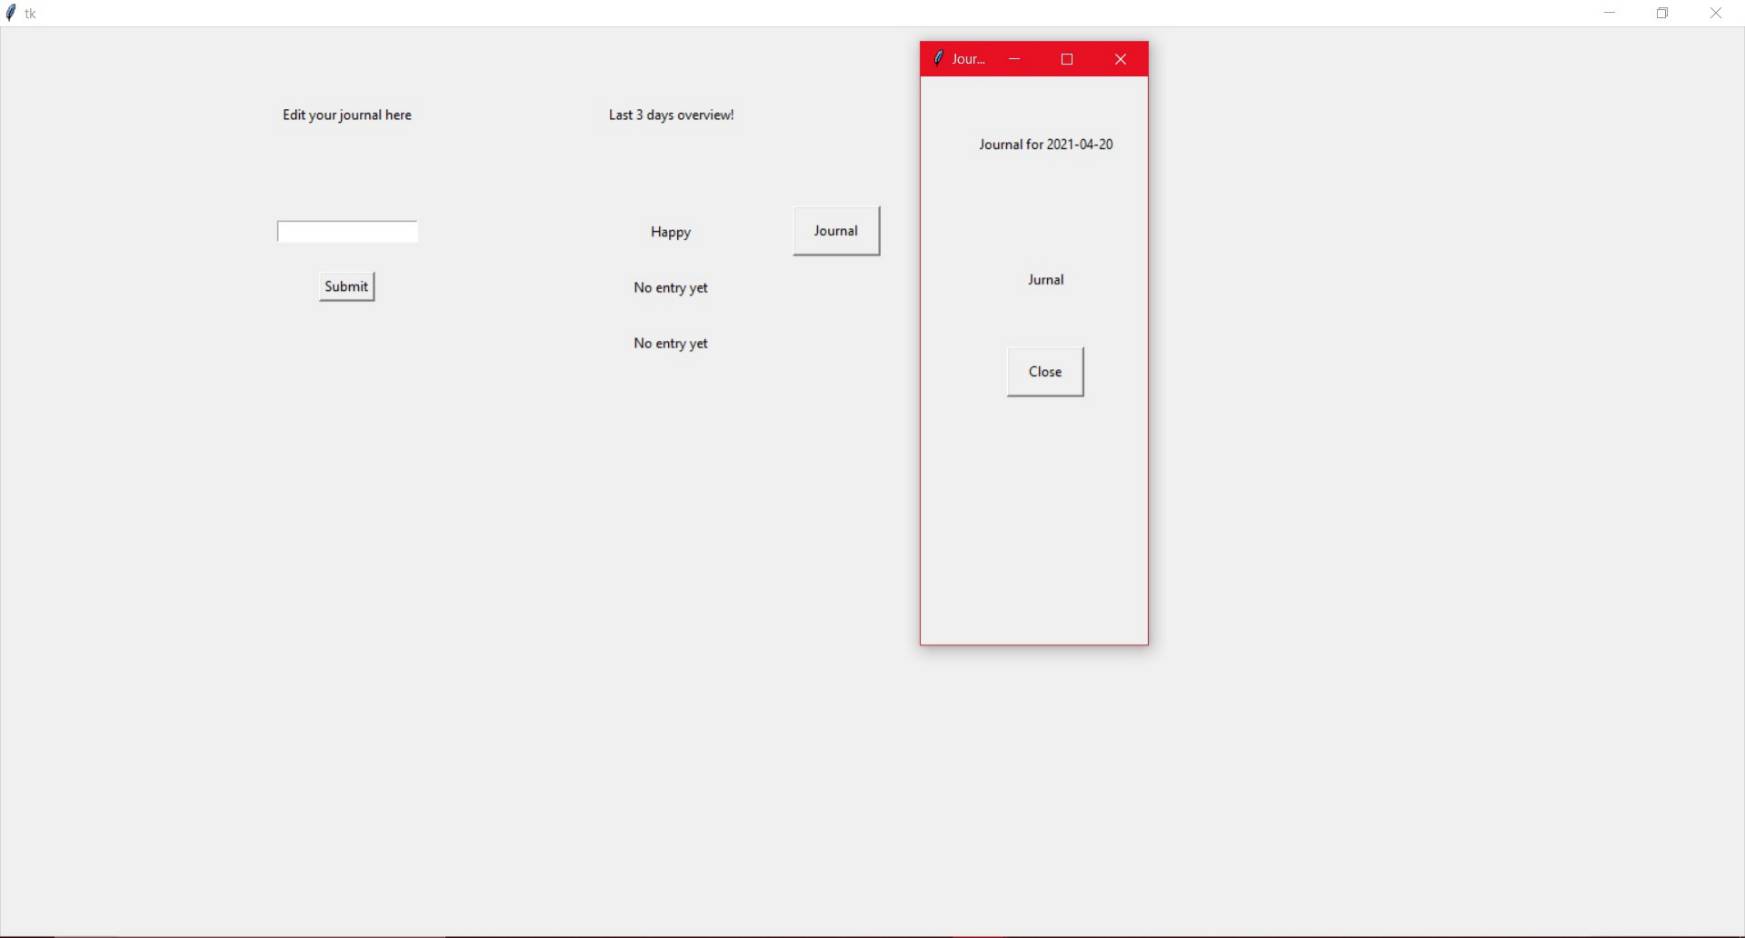 tk
Edit your journal here
Submit
Last 3 days overview!
Happy
Journal
No entry yet
No entry yet
Jour...
Journal for 2021-04-20
Jurnal
Close